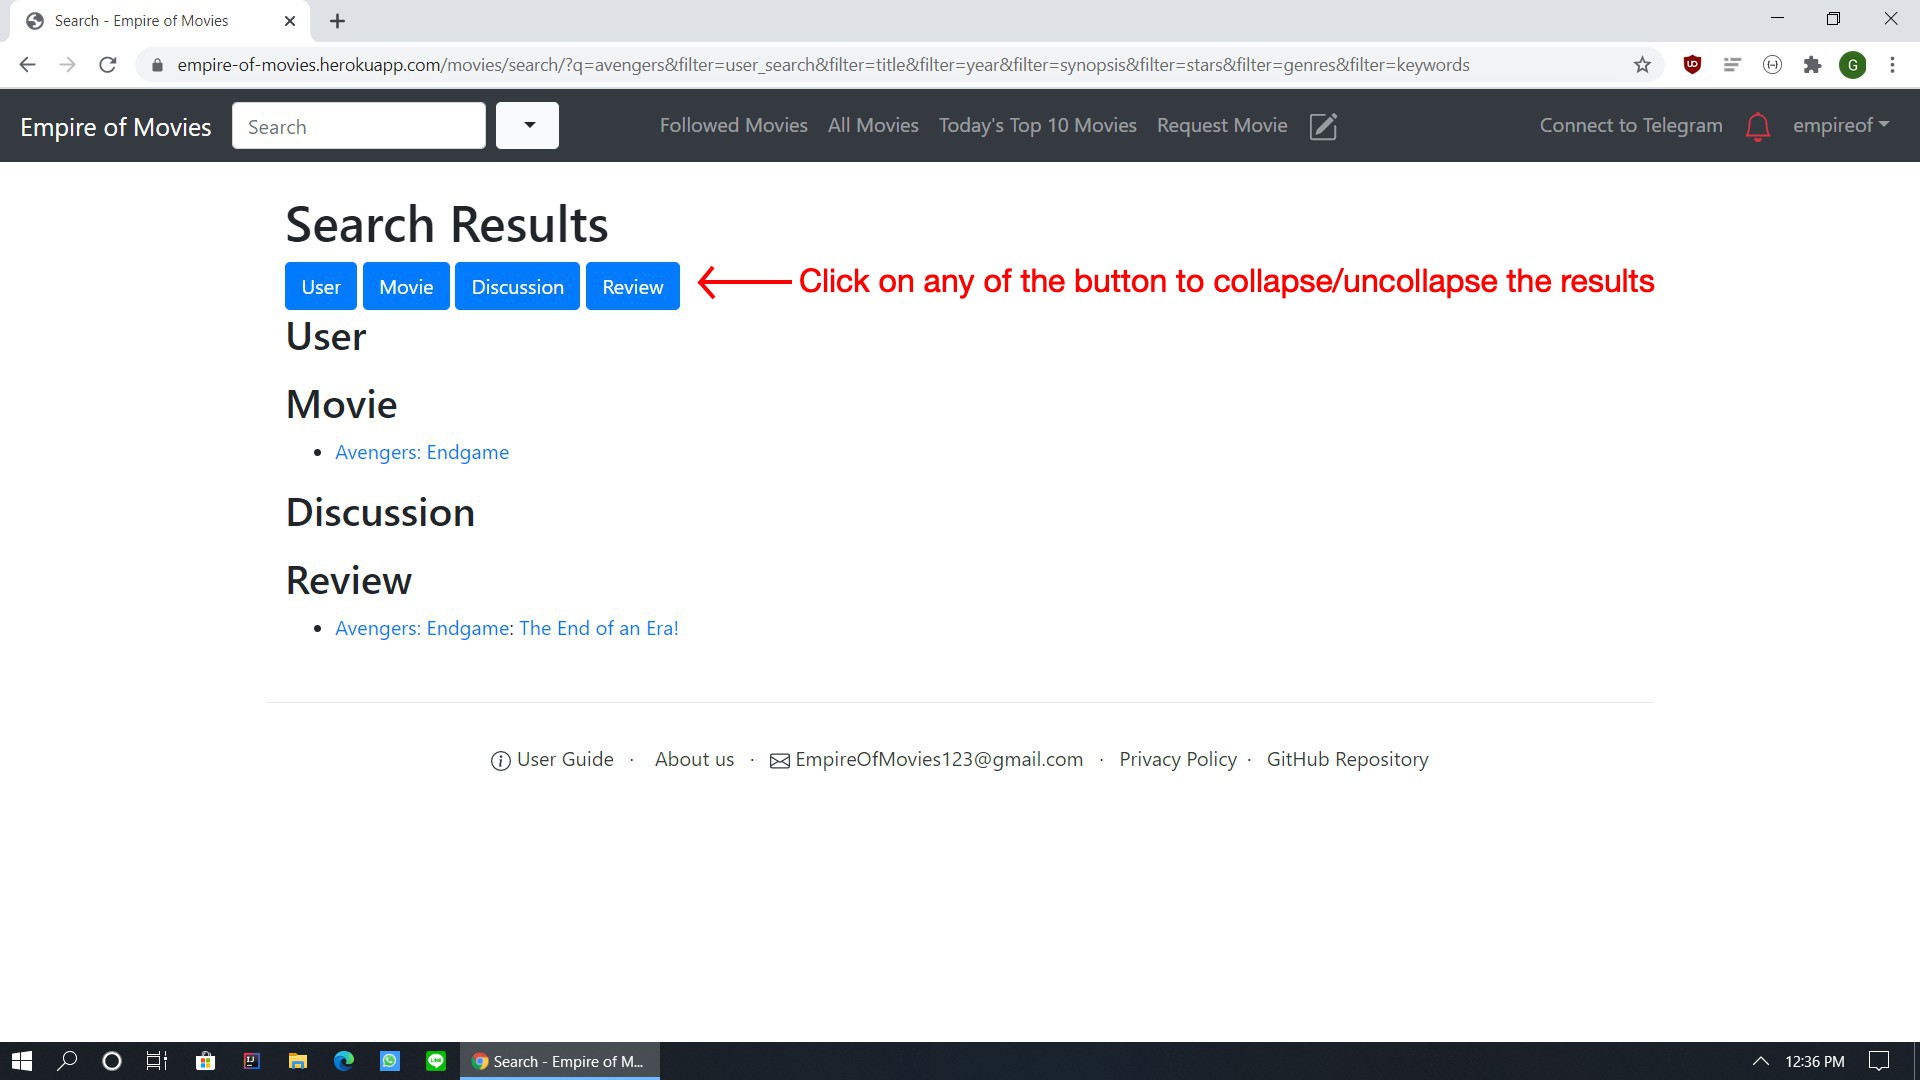 Search - Empire of Movies
empire-of-movies.herokuapp.com/movies/search/?q=avengers&filter=user_search&filter=title&filter=year&filter=synopsis&filter=stars&filter=genres&filter=keywords
G
Empire of Movies Search Followed Movies All Movies Today's Top 10 Movies Request Movie Connect to Telegram empireof
Search Results
User Movie Discussion Review Click on any of the button to collapse/uncollapse the results
User
Movie
• Avengers: Endgame
Discussion
Review
• Avengers: Endgame: The End of an Era!
User Guide · About us · EmpireOfMovies123@gmail.com · Privacy Policy · GitHub Repository
Search - Empire of M... 12:36 PM